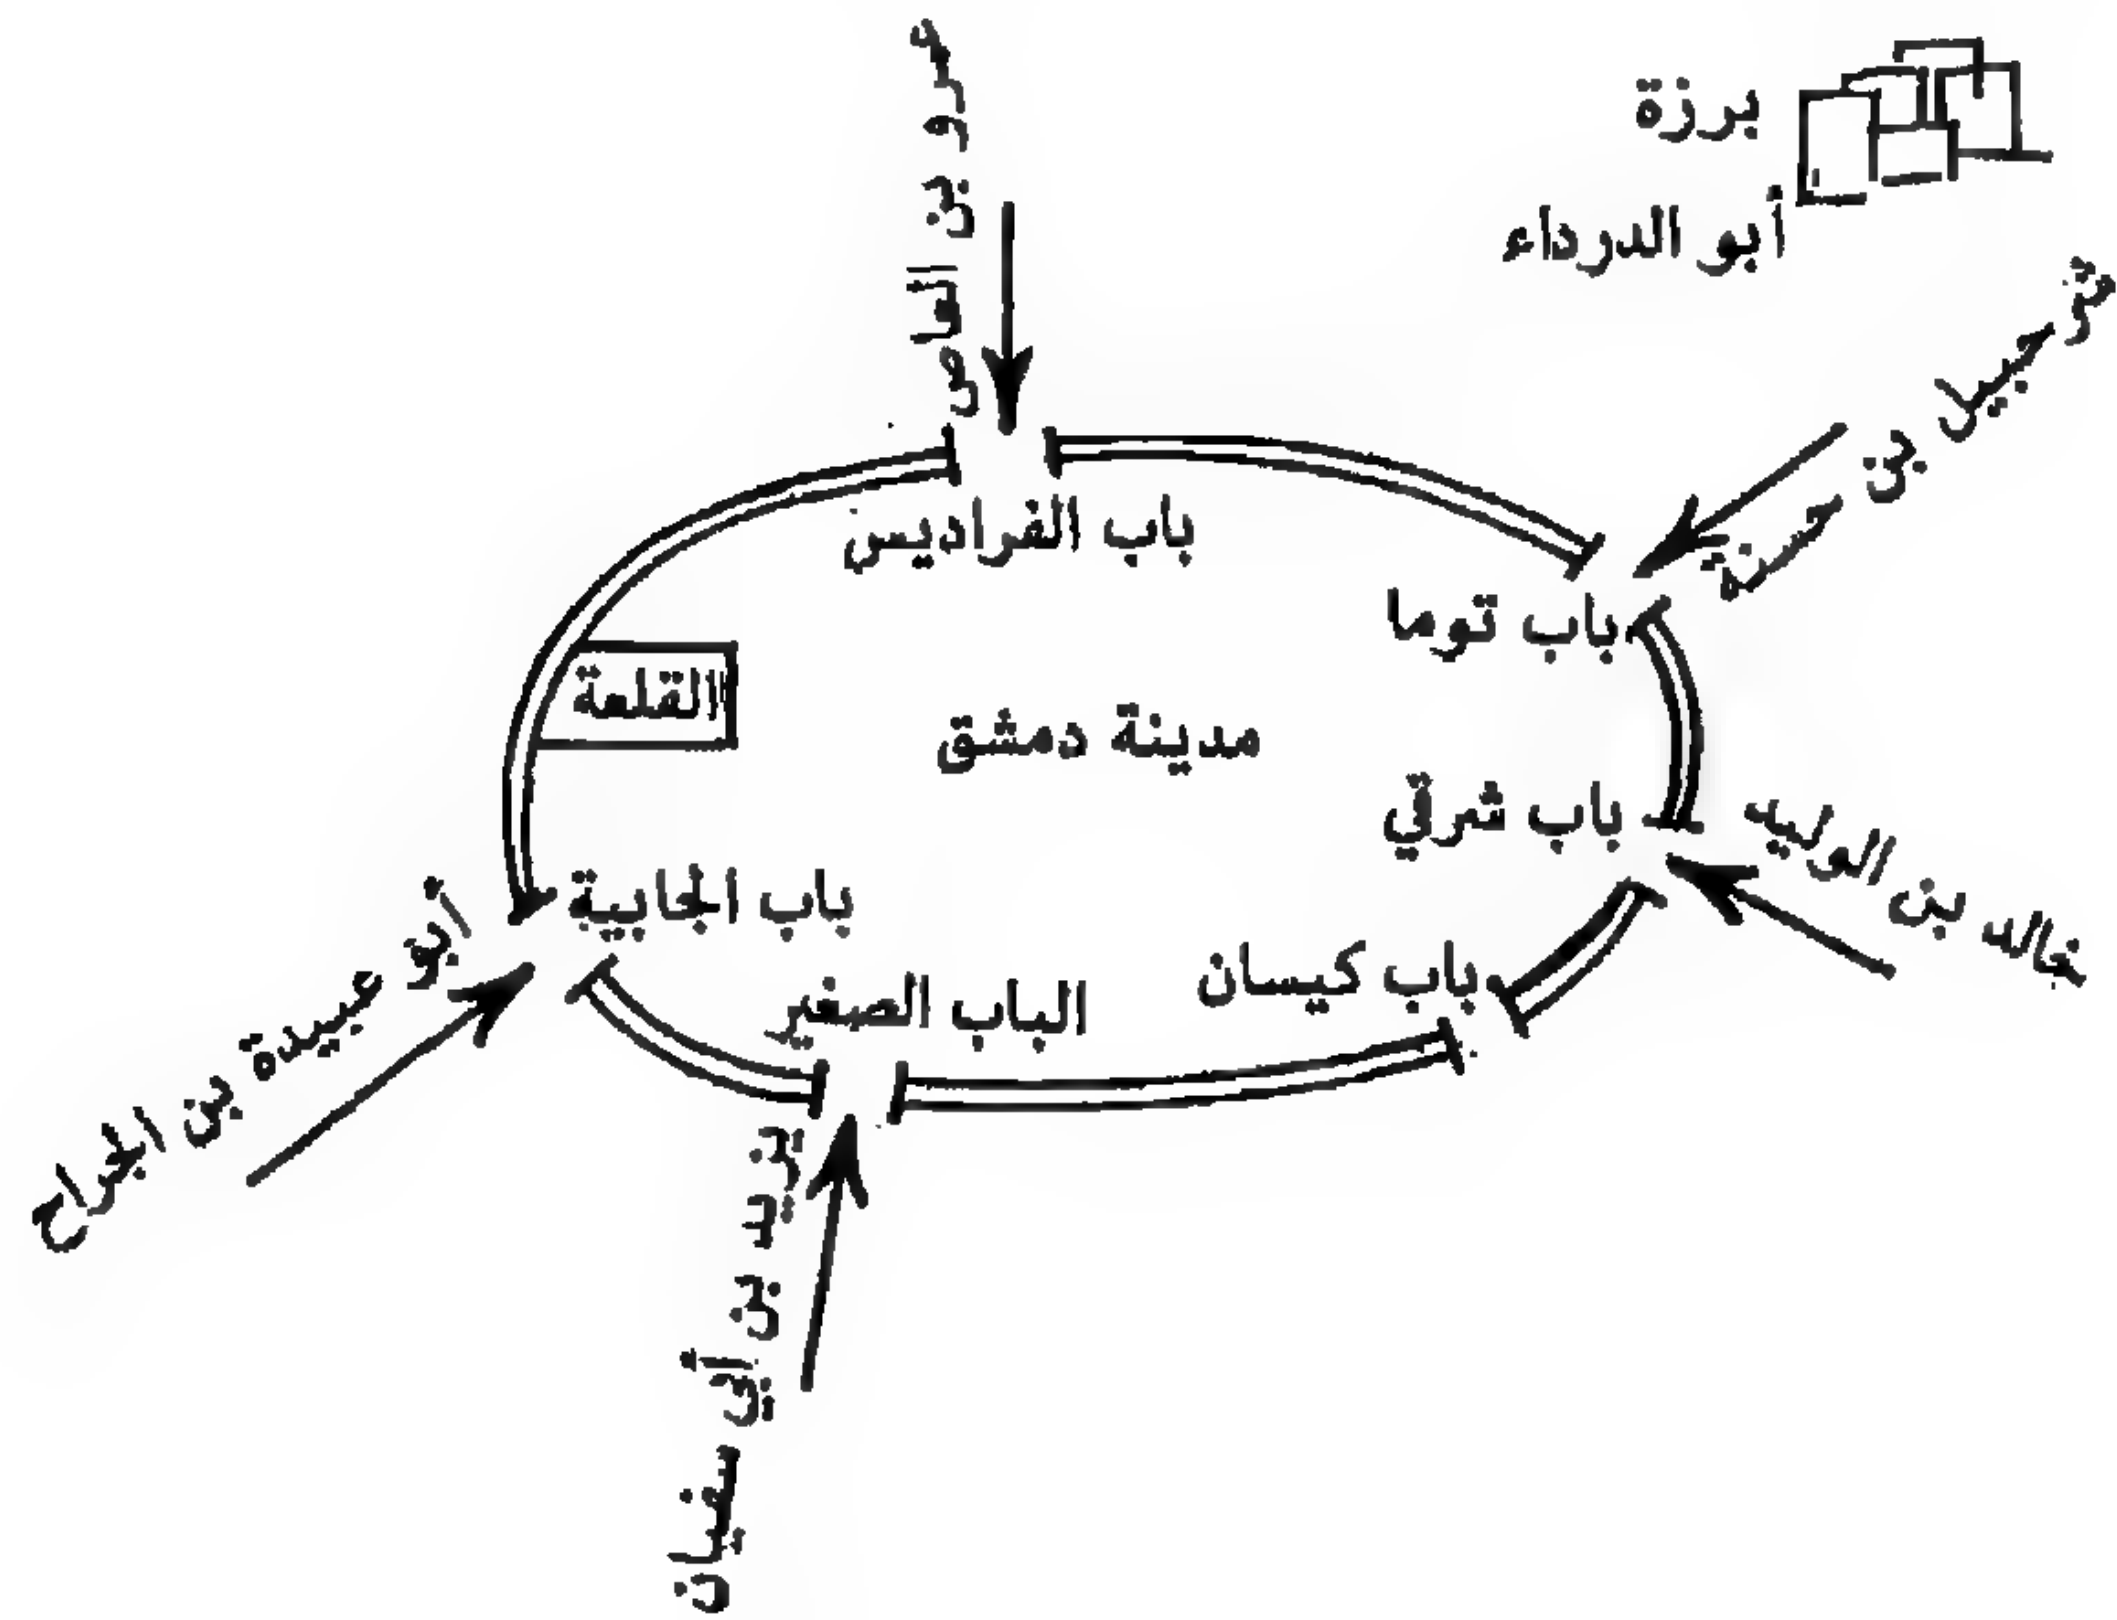 عمرو بن العاص
برزة
أبو الدرداء
شرحبيل بن حسنة
باب الفراديس
باب توما
القلعة
مدينة دمشق
باب شرقي
خالد بن الوليد
باب الجابية
أبو عبيدة بن الجراح
باب كيسان
الباب الصغير
يزيد بن أبي سفيان